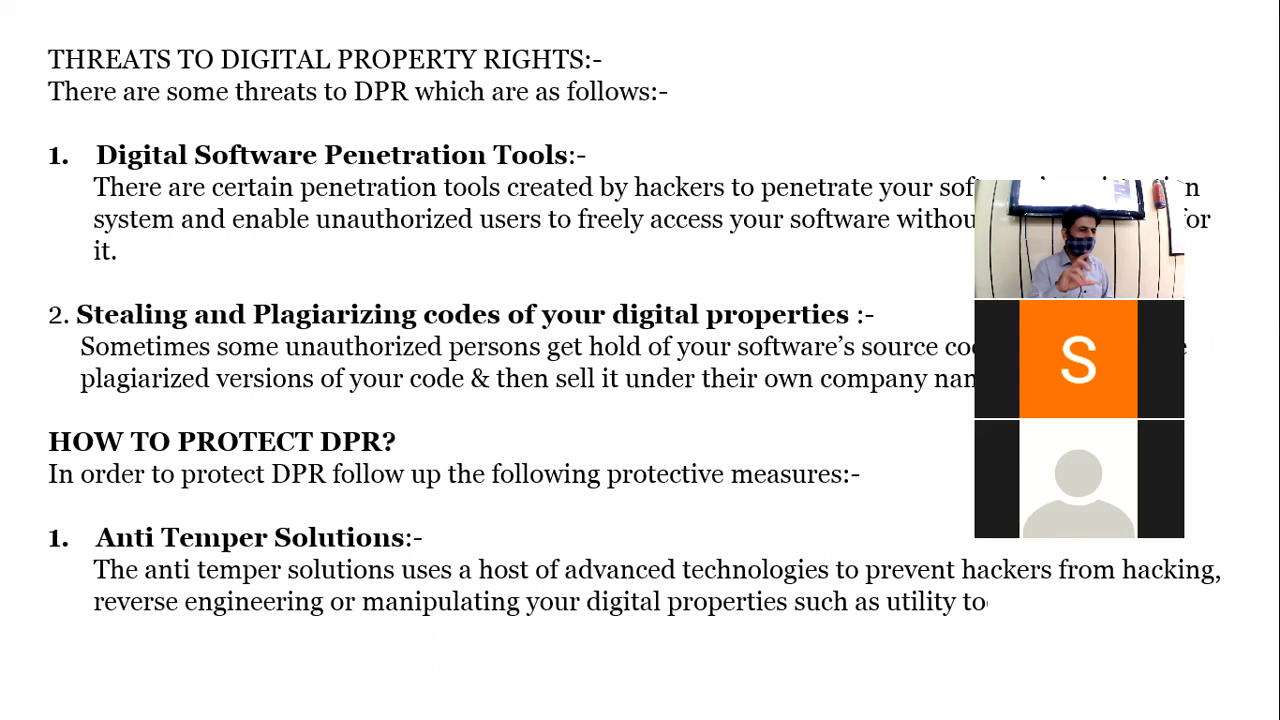 THREATS TO DIGITAL PROPERTY RIGHTS:-
There are some threats to DPR which are as follows:-
1. Digital Software Penetration Tools:-
There are certain penetration tools created by hackers to penetrate your
system and enable unauthorized users to freely access your software for
it.
2. Stealing and Plagiarizing codes of your digital properties :-
Sometimes some unauthorized persons get hold of your software's source
plagiarized versions of your code & then sell it under their own company
HOW TO PROTECT DPR?
In order to protect DPR follow up the following protective measures:-
1. Anti Temper Solutions:-
The anti temper solutions uses a host of advanced technologies to prevent hackers from hacking,
reverse engineering or manipulating your digital properties such as utility
S